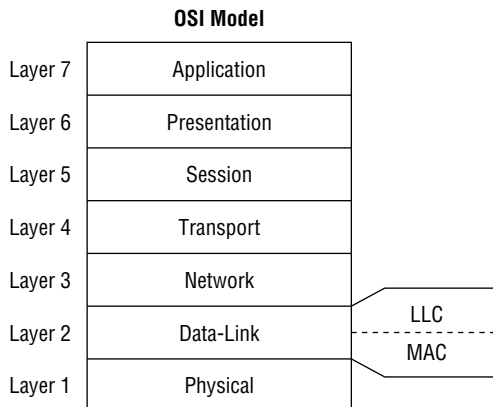 OSI Model
Layer 7 Application
Layer 6 Presentation
Layer 5 Session
Layer 4 Transport
Layer 3 Network
LLC
Layer 2 Data-Link
MAC
Layer 1 Physical